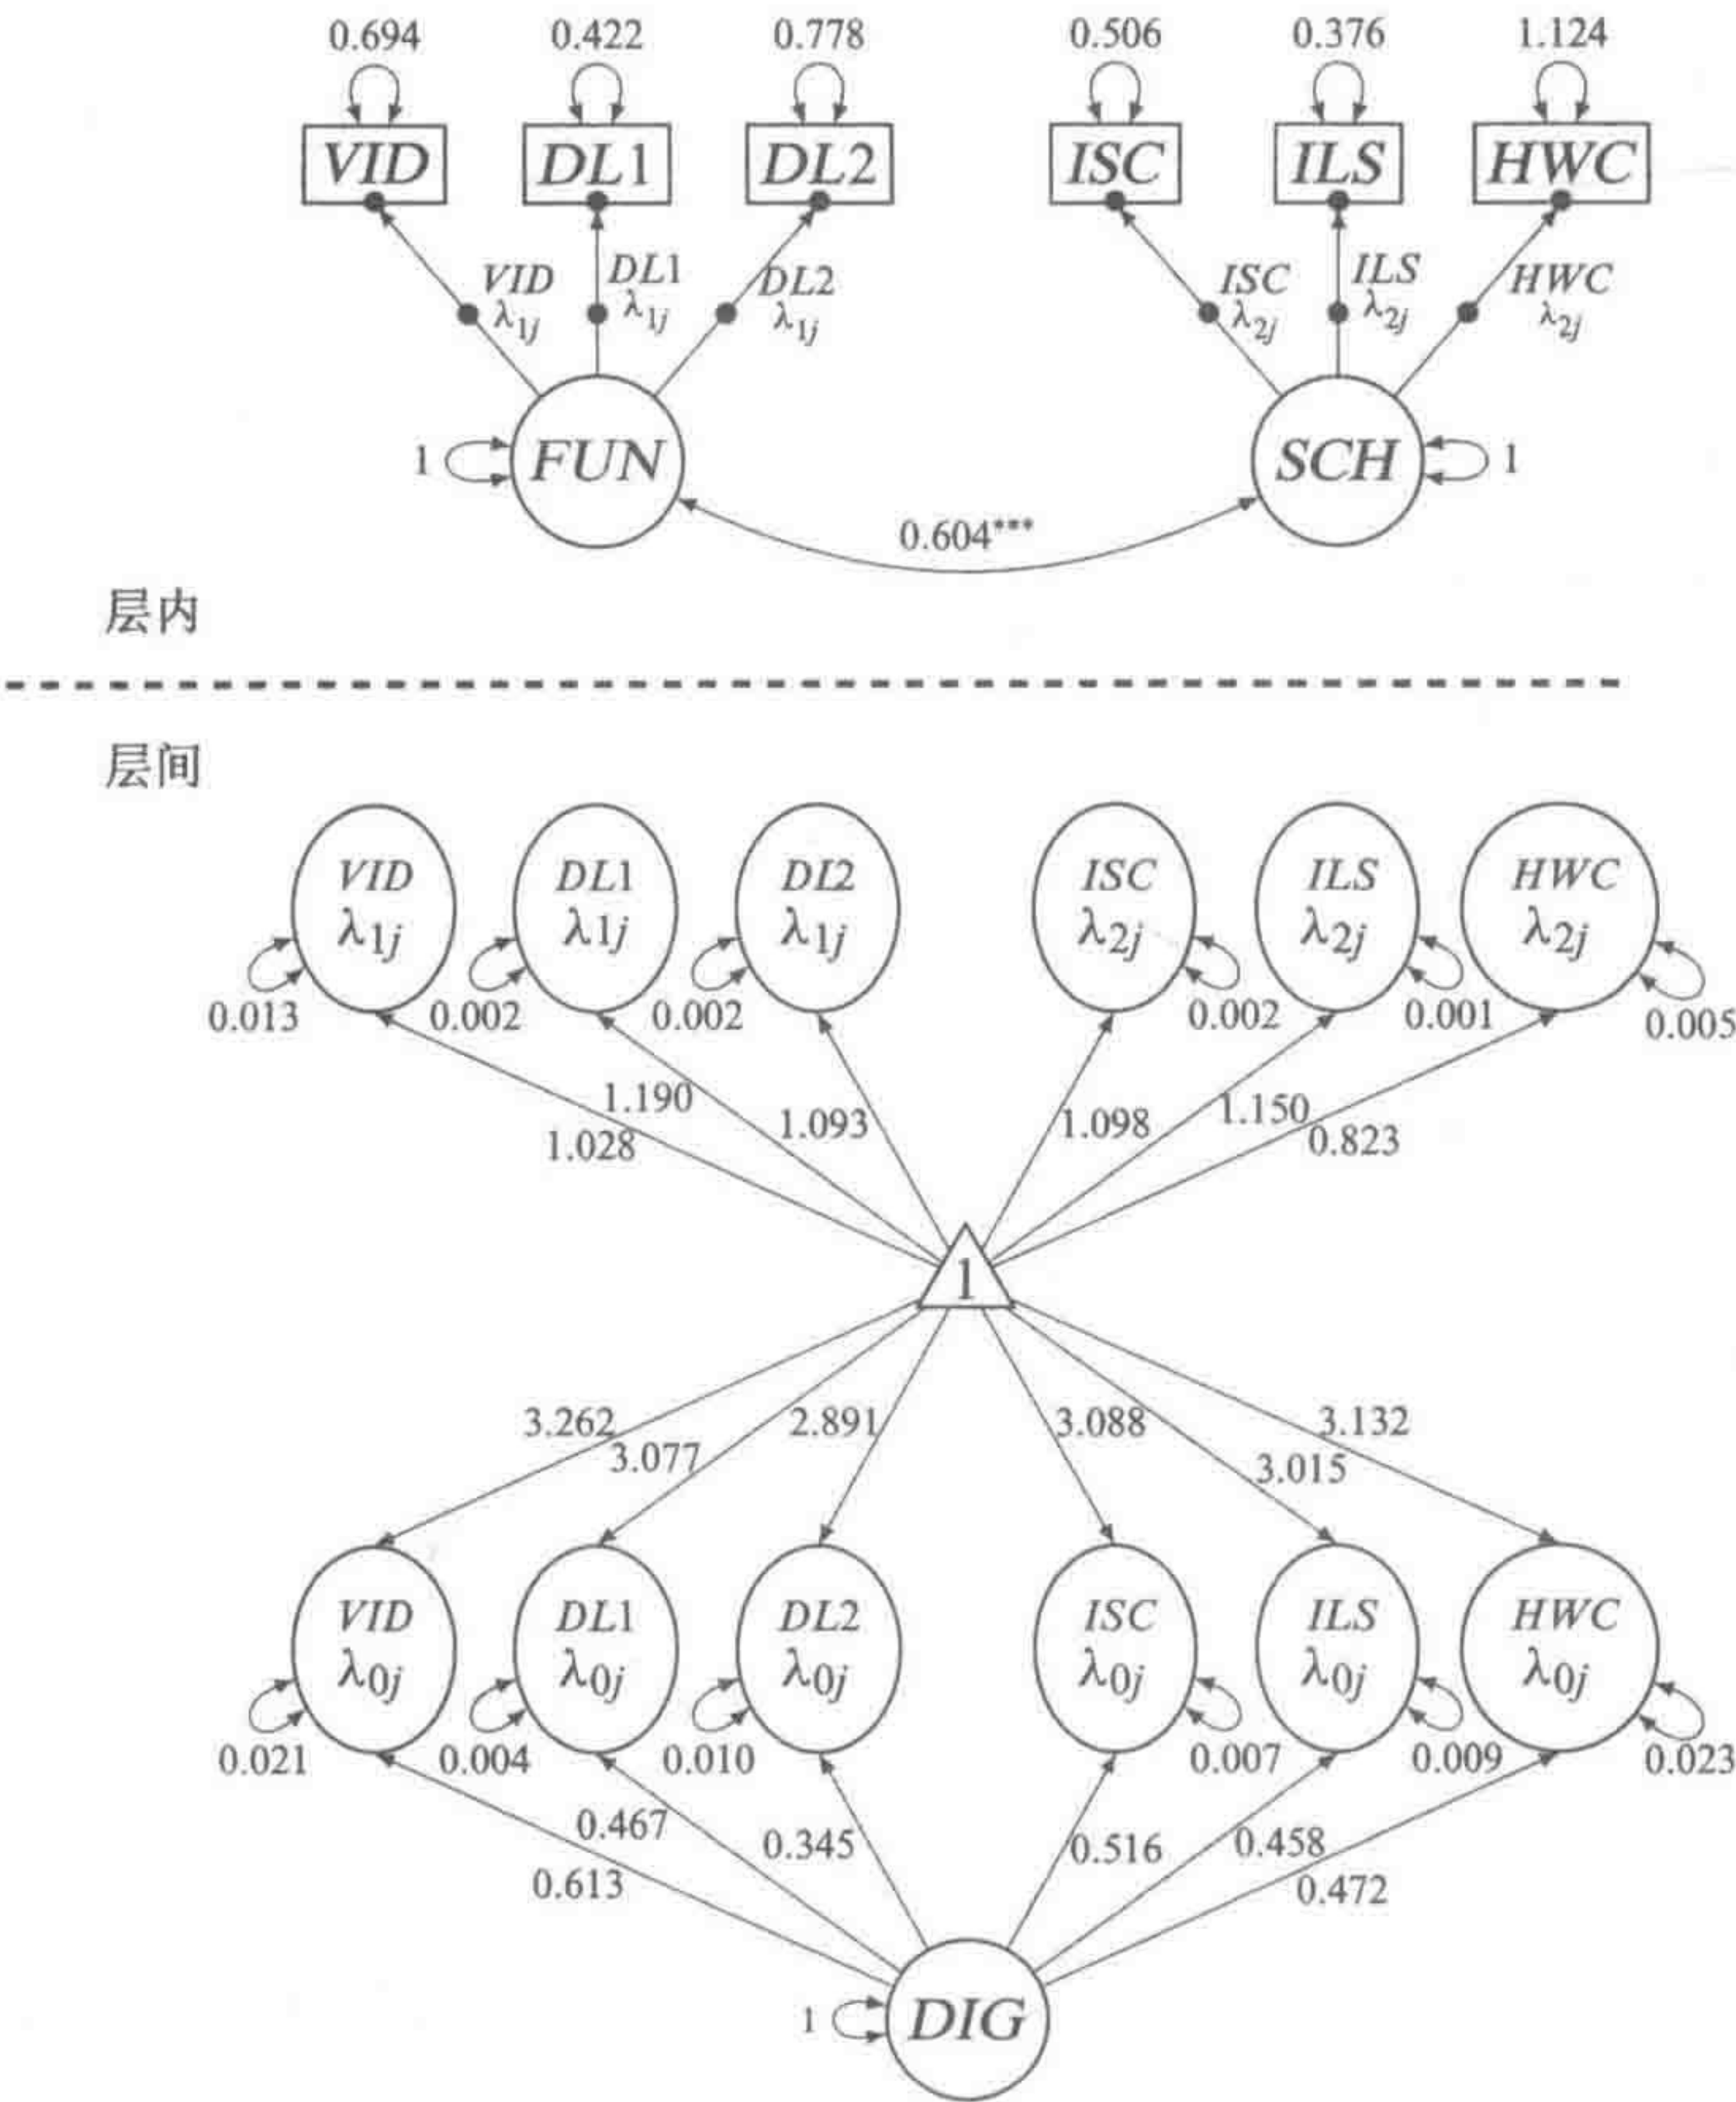 0.694 0.422 0.778 0.506 0.376 1.124
VID DL1 DL2 ISC ILS HWC
VID DL1 DL2 ISC ILS HWC
λ1j λ1j λ1j λ2j λ2j λ2j
1 FUN SCH 1
0.604***
层内
层间
VID DL1 DL2 ISC ILS HWC
λ1j λ1j λ1j λ2j λ2j λ2j
0.013 0.002 0.002 0.002 0.001 0.005
1.190 1.093 1.098 1.150
1.028 0.823
1
3.262 2.891 3.088 3.132
3.077 3.015
VID DL1 DL2 ISC ILS HWC
λ0j λ0j λ0j λ0j λ0j λ0j
0.021 0.004 0.010 0.007 0.009 0.023
0.467 0.345 0.516 0.458
0.613 0.472
1 DIG